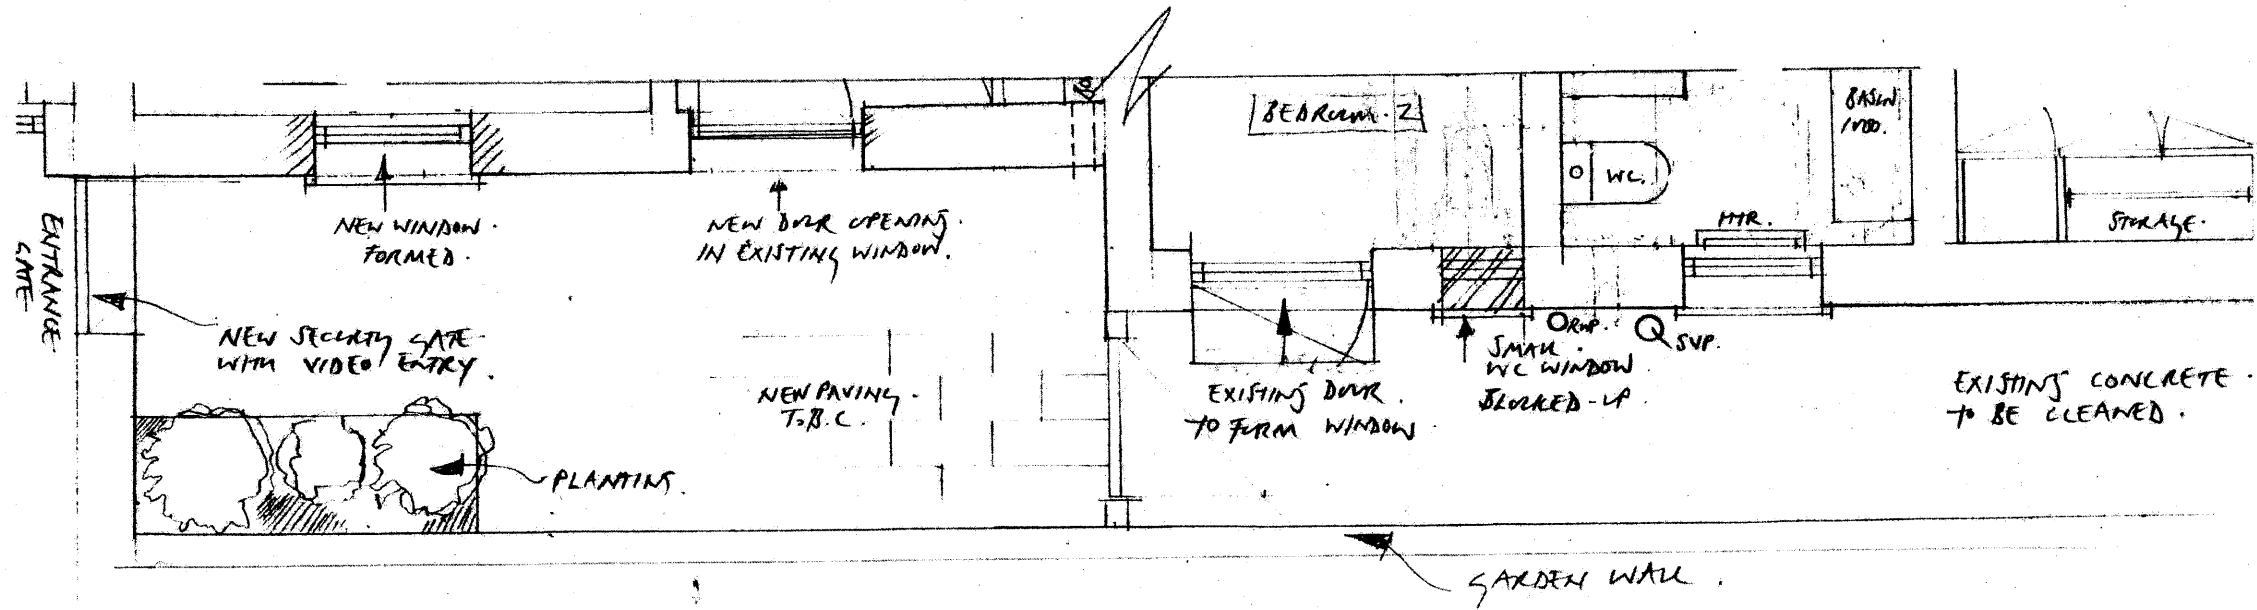 BEDROOM. 2
BASIN
WC.
HTR.
STORAGE.
ENTRANCE
GATE
NEW WINDOW.
FORMED.
NEW DOOR OPENING.
IN EXISTING WINDOW.
NEW SECURITY GATE
WITH VIDEO ENTRY.
NEW PAVING.
T.B.C.
PLANTING.
EXISTING DOOR.
TO FORM WINDOW.
RWP.
SVP.
SMALL.
WC WINDOW
BLOCKED-UP.
EXISTING CONCRETE.
TO BE CLEANED.
GARDEN WALL.